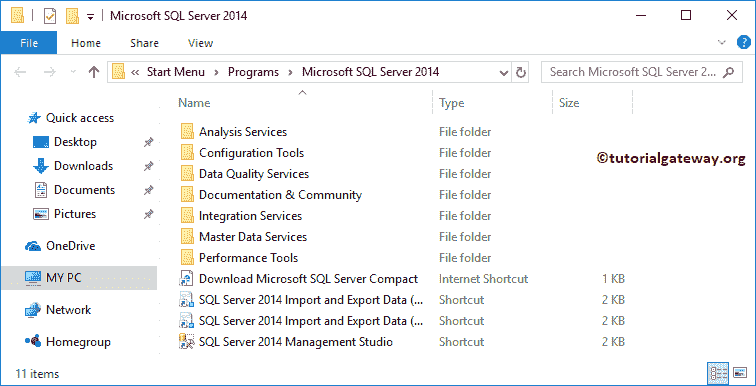 Microsoft SQL Server 2014
File Home Share View
« Start Menu > Programs > Microsoft SQL Server 2014 Search Microsoft SQL Server 2...
Name Type Size
Quick access
Desktop
Downloads
Documents
Pictures
OneDrive
MY PC
Network
Homegroup
Analysis Services File folder
Configuration Tools File folder
Data Quality Services File folder
Documentation & Community File folder
Integration Services File folder
Master Data Services File folder
Performance Tools File folder
Download Microsoft SQL Server Compact Internet Shortcut 1 KB
SQL Server 2014 Import and Export Data (... Shortcut 2 KB
SQL Server 2014 Import and Export Data (... Shortcut 2 KB
SQL Server 2014 Management Studio Shortcut 2 KB
©tutorialgateway.org
11 items